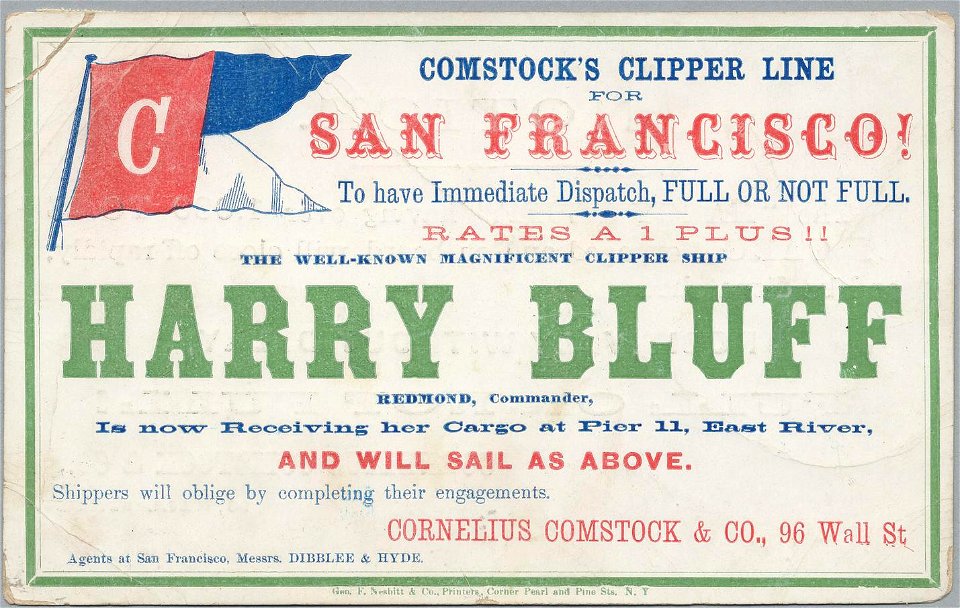 C
COMSTOCK'S CLIPPER LINE
FOR
SAN FRANCISCO!
To have Immediate Dispatch, FULL OR NOT FULL.
RATES A 1 PLUS!!
THE WELL-KNOWN MAGNIFICENT CLIPPER SHIP
HARRY BLUFF
REDMOND, Commander,
Is now Receiving her Cargo at Pier 11, East River,
AND WILL SAIL AS ABOVE.
Shippers will oblige by completing their engagements.
CORNELIUS COMSTOCK & CO., 96 Wall St
Agents at San Francisco, Messrs. DIBBLEE & HYDE.
Geo. F. Nesbitt & Co., Printers, Corner Pearl and Pine Sts. N. Y